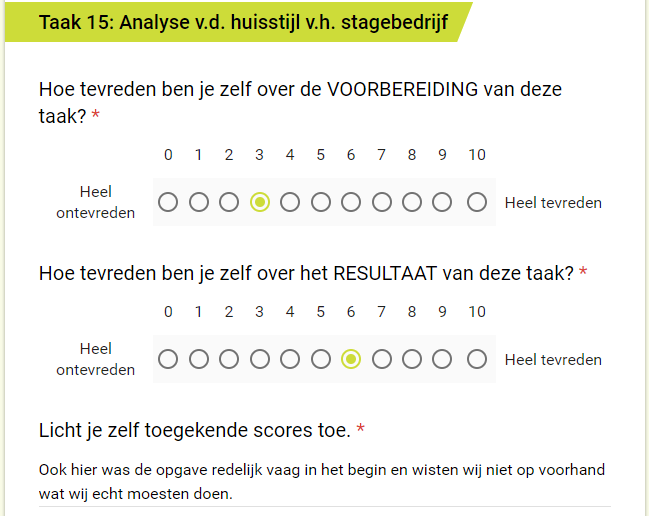 Taak 15: Analyse v.d. huisstijl v.h. stagebedrijf
Hoe tevreden ben je zelf over de VOORBEREIDING van deze
taak? *
0 1 2 3 4 5 6 7 8 9 10
Heel
ontevreden
Heel tevreden
Hoe tevreden ben je zelf over het RESULTAAT van deze taak? *
0 1 2 3 4 5 6 7 8 9 10
Heel
ontevreden
Heel tevreden
Licht je zelf toegekende scores toe. *
Ook hier was de opgave redelijk vaag in het begin en wisten wij niet op voorhand
wat wij echt moesten doen.